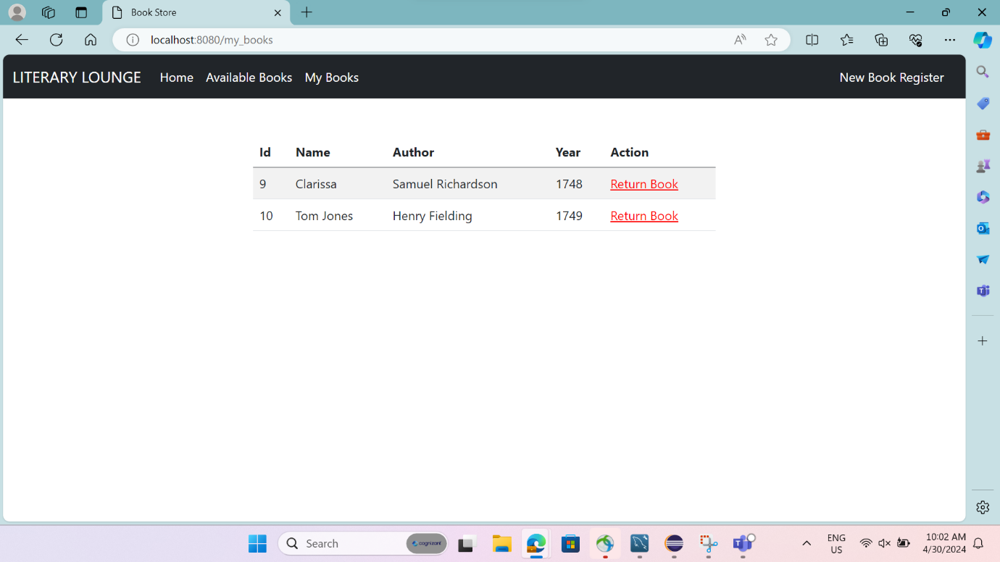 Book Store
localhost:8080/my_books
LITERARY LOUNGE Home Available Books My Books New Book Register
Id Name Author Year Action
9 Clarissa Samuel Richardson 1748 Return Book
10 Tom Jones Henry Fielding 1749 Return Book
Search cognizant
ENG
US
10:02 AM
4/30/2024